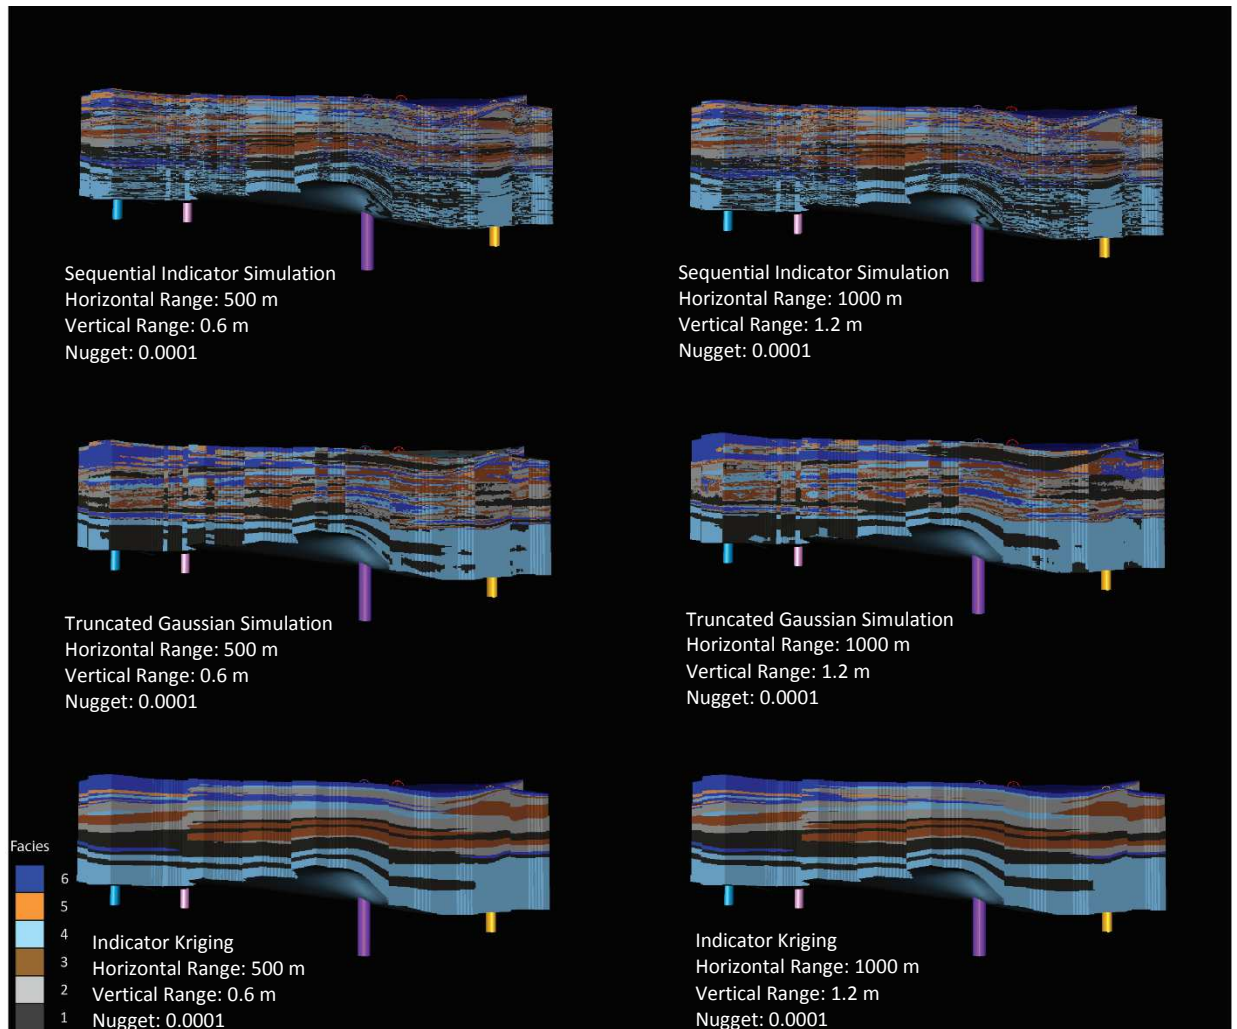 Sequential Indicator Simulation
Horizontal Range: 500 m
Vertical Range: 0.6 m
Nugget: 0.0001
Sequential Indicator Simulation
Horizontal Range: 1000 m
Vertical Range: 1.2 m
Nugget: 0.0001
Truncated Gaussian Simulation
Horizontal Range: 500 m
Vertical Range: 0.6 m
Nugget: 0.0001
Truncated Gaussian Simulation
Horizontal Range: 1000 m
Vertical Range: 1.2 m
Nugget: 0.0001
Facies
6
5
4
3
2
1
Indicator Kriging
Horizontal Range: 500 m
Vertical Range: 0.6 m
Nugget: 0.0001
Indicator Kriging
Horizontal Range: 1000 m
Vertical Range: 1.2 m
Nugget: 0.0001